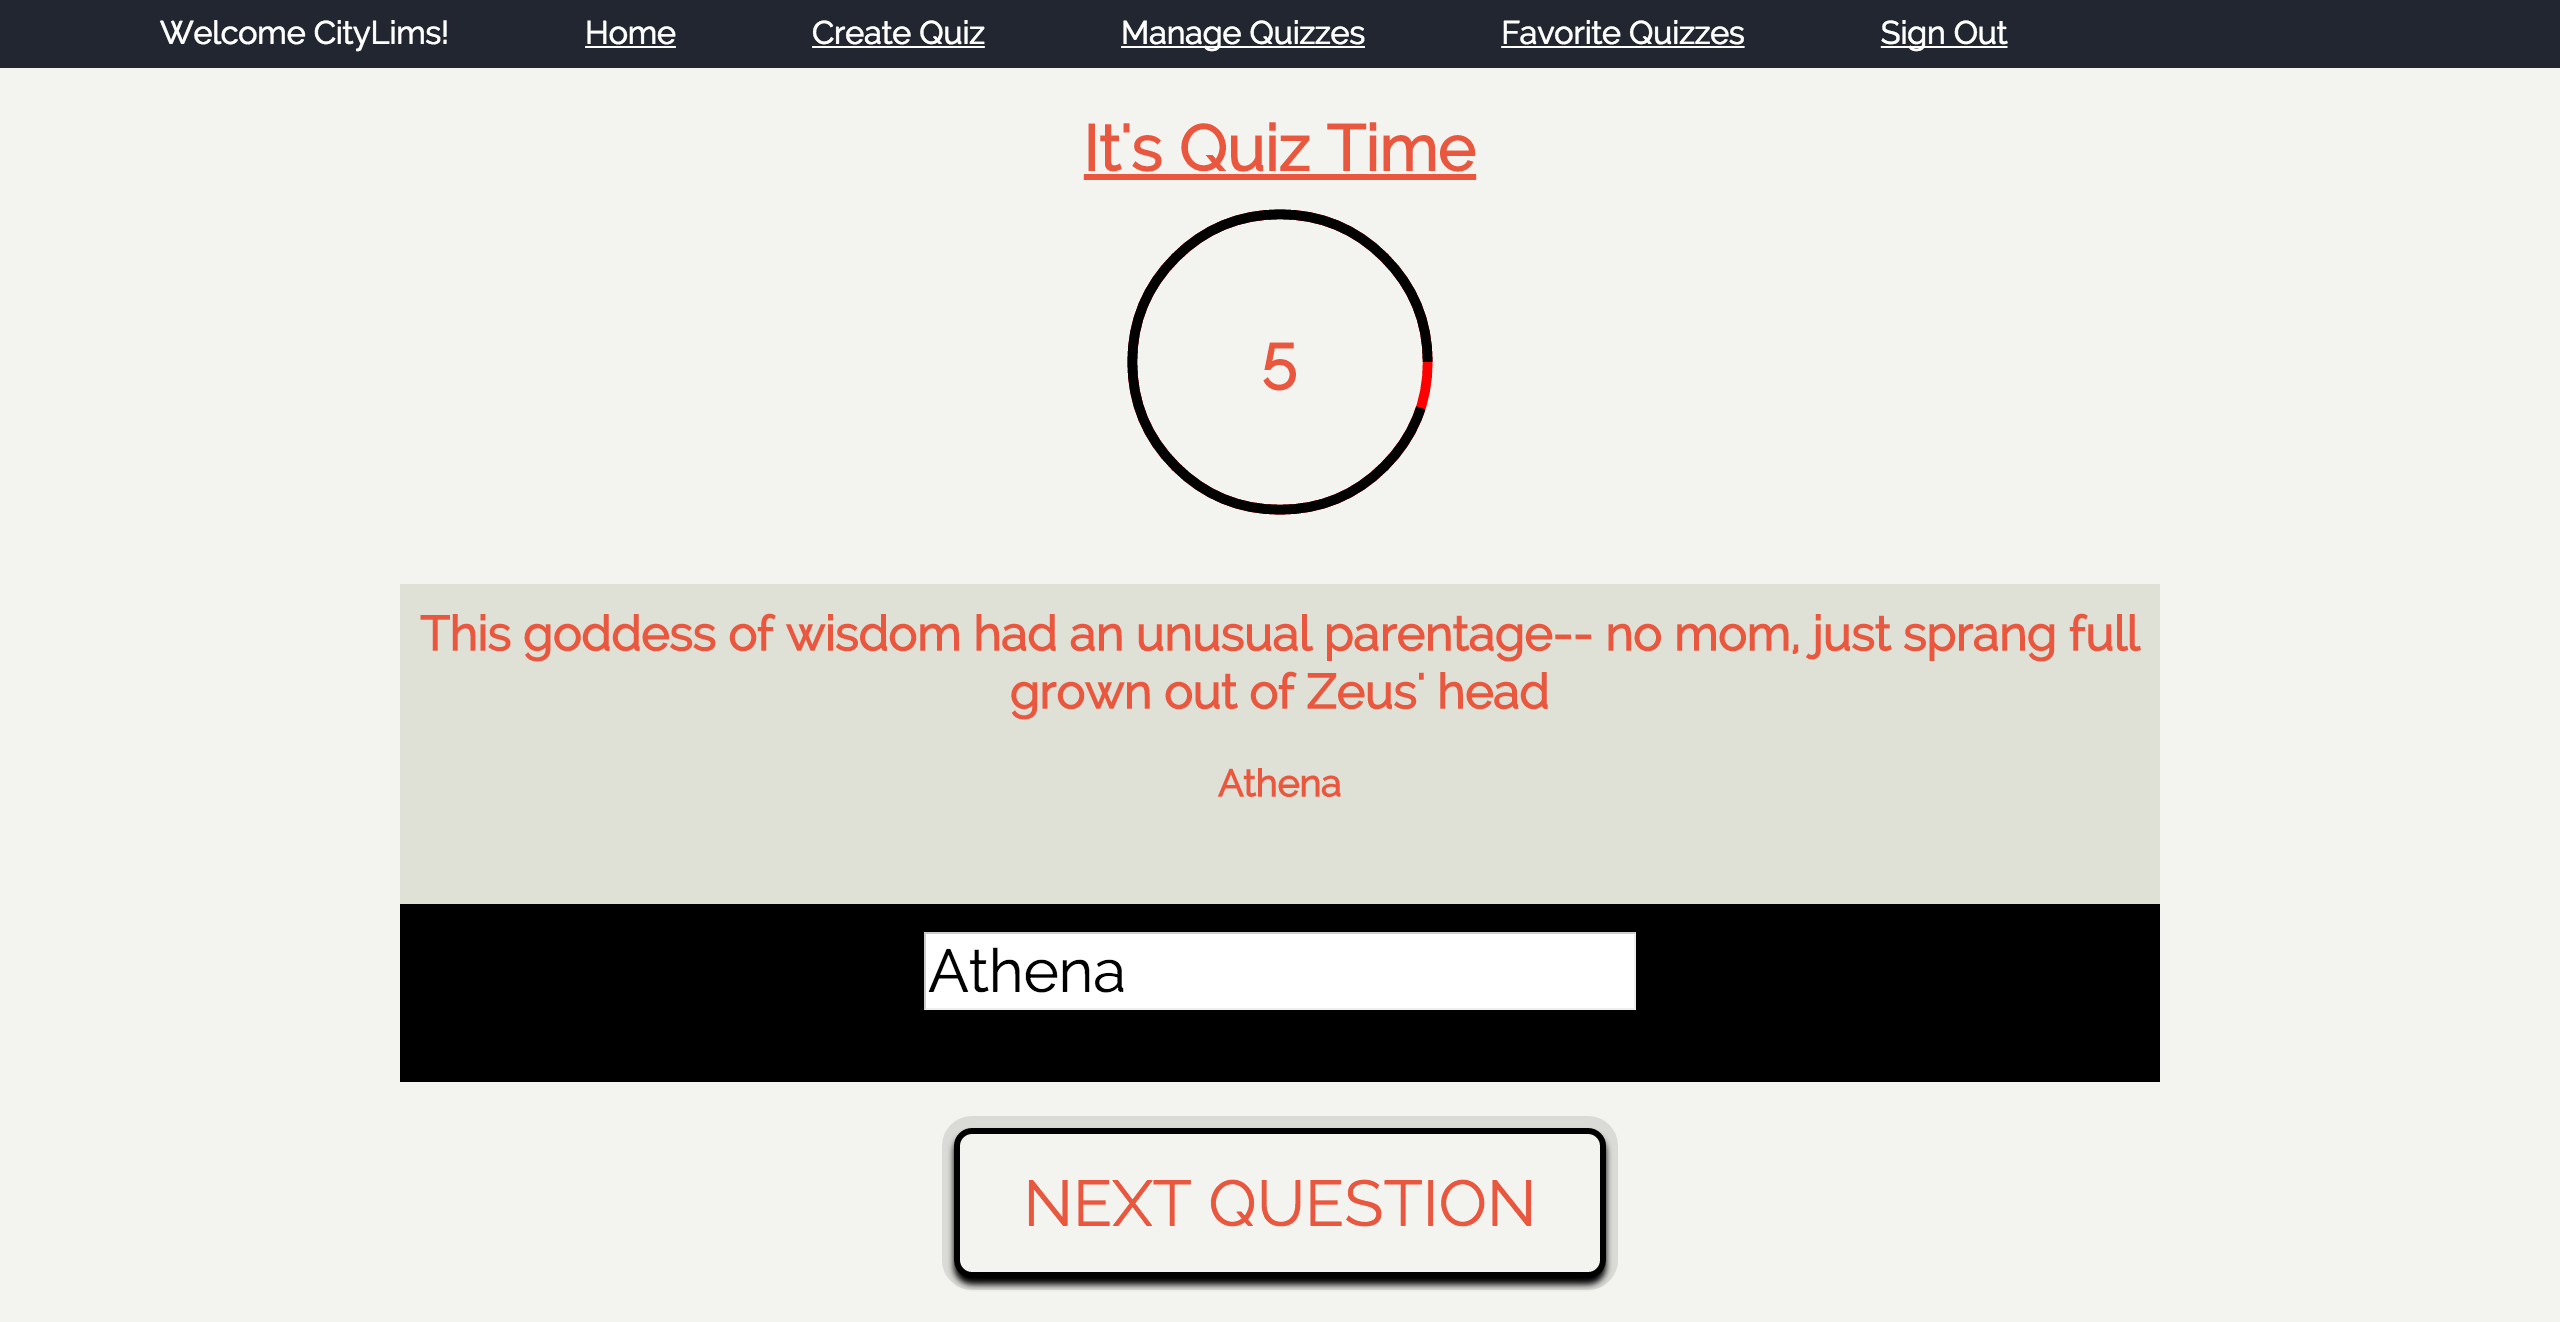 Welcome CityLims! Home Create Quiz Manage Quizzes Favorite Quizzes Sign Out
It's Quiz Time
5
This goddess of wisdom had an unusual parentage-- no mom, just sprang full
grown out of Zeus' head
Athena
Athena
NEXT QUESTION